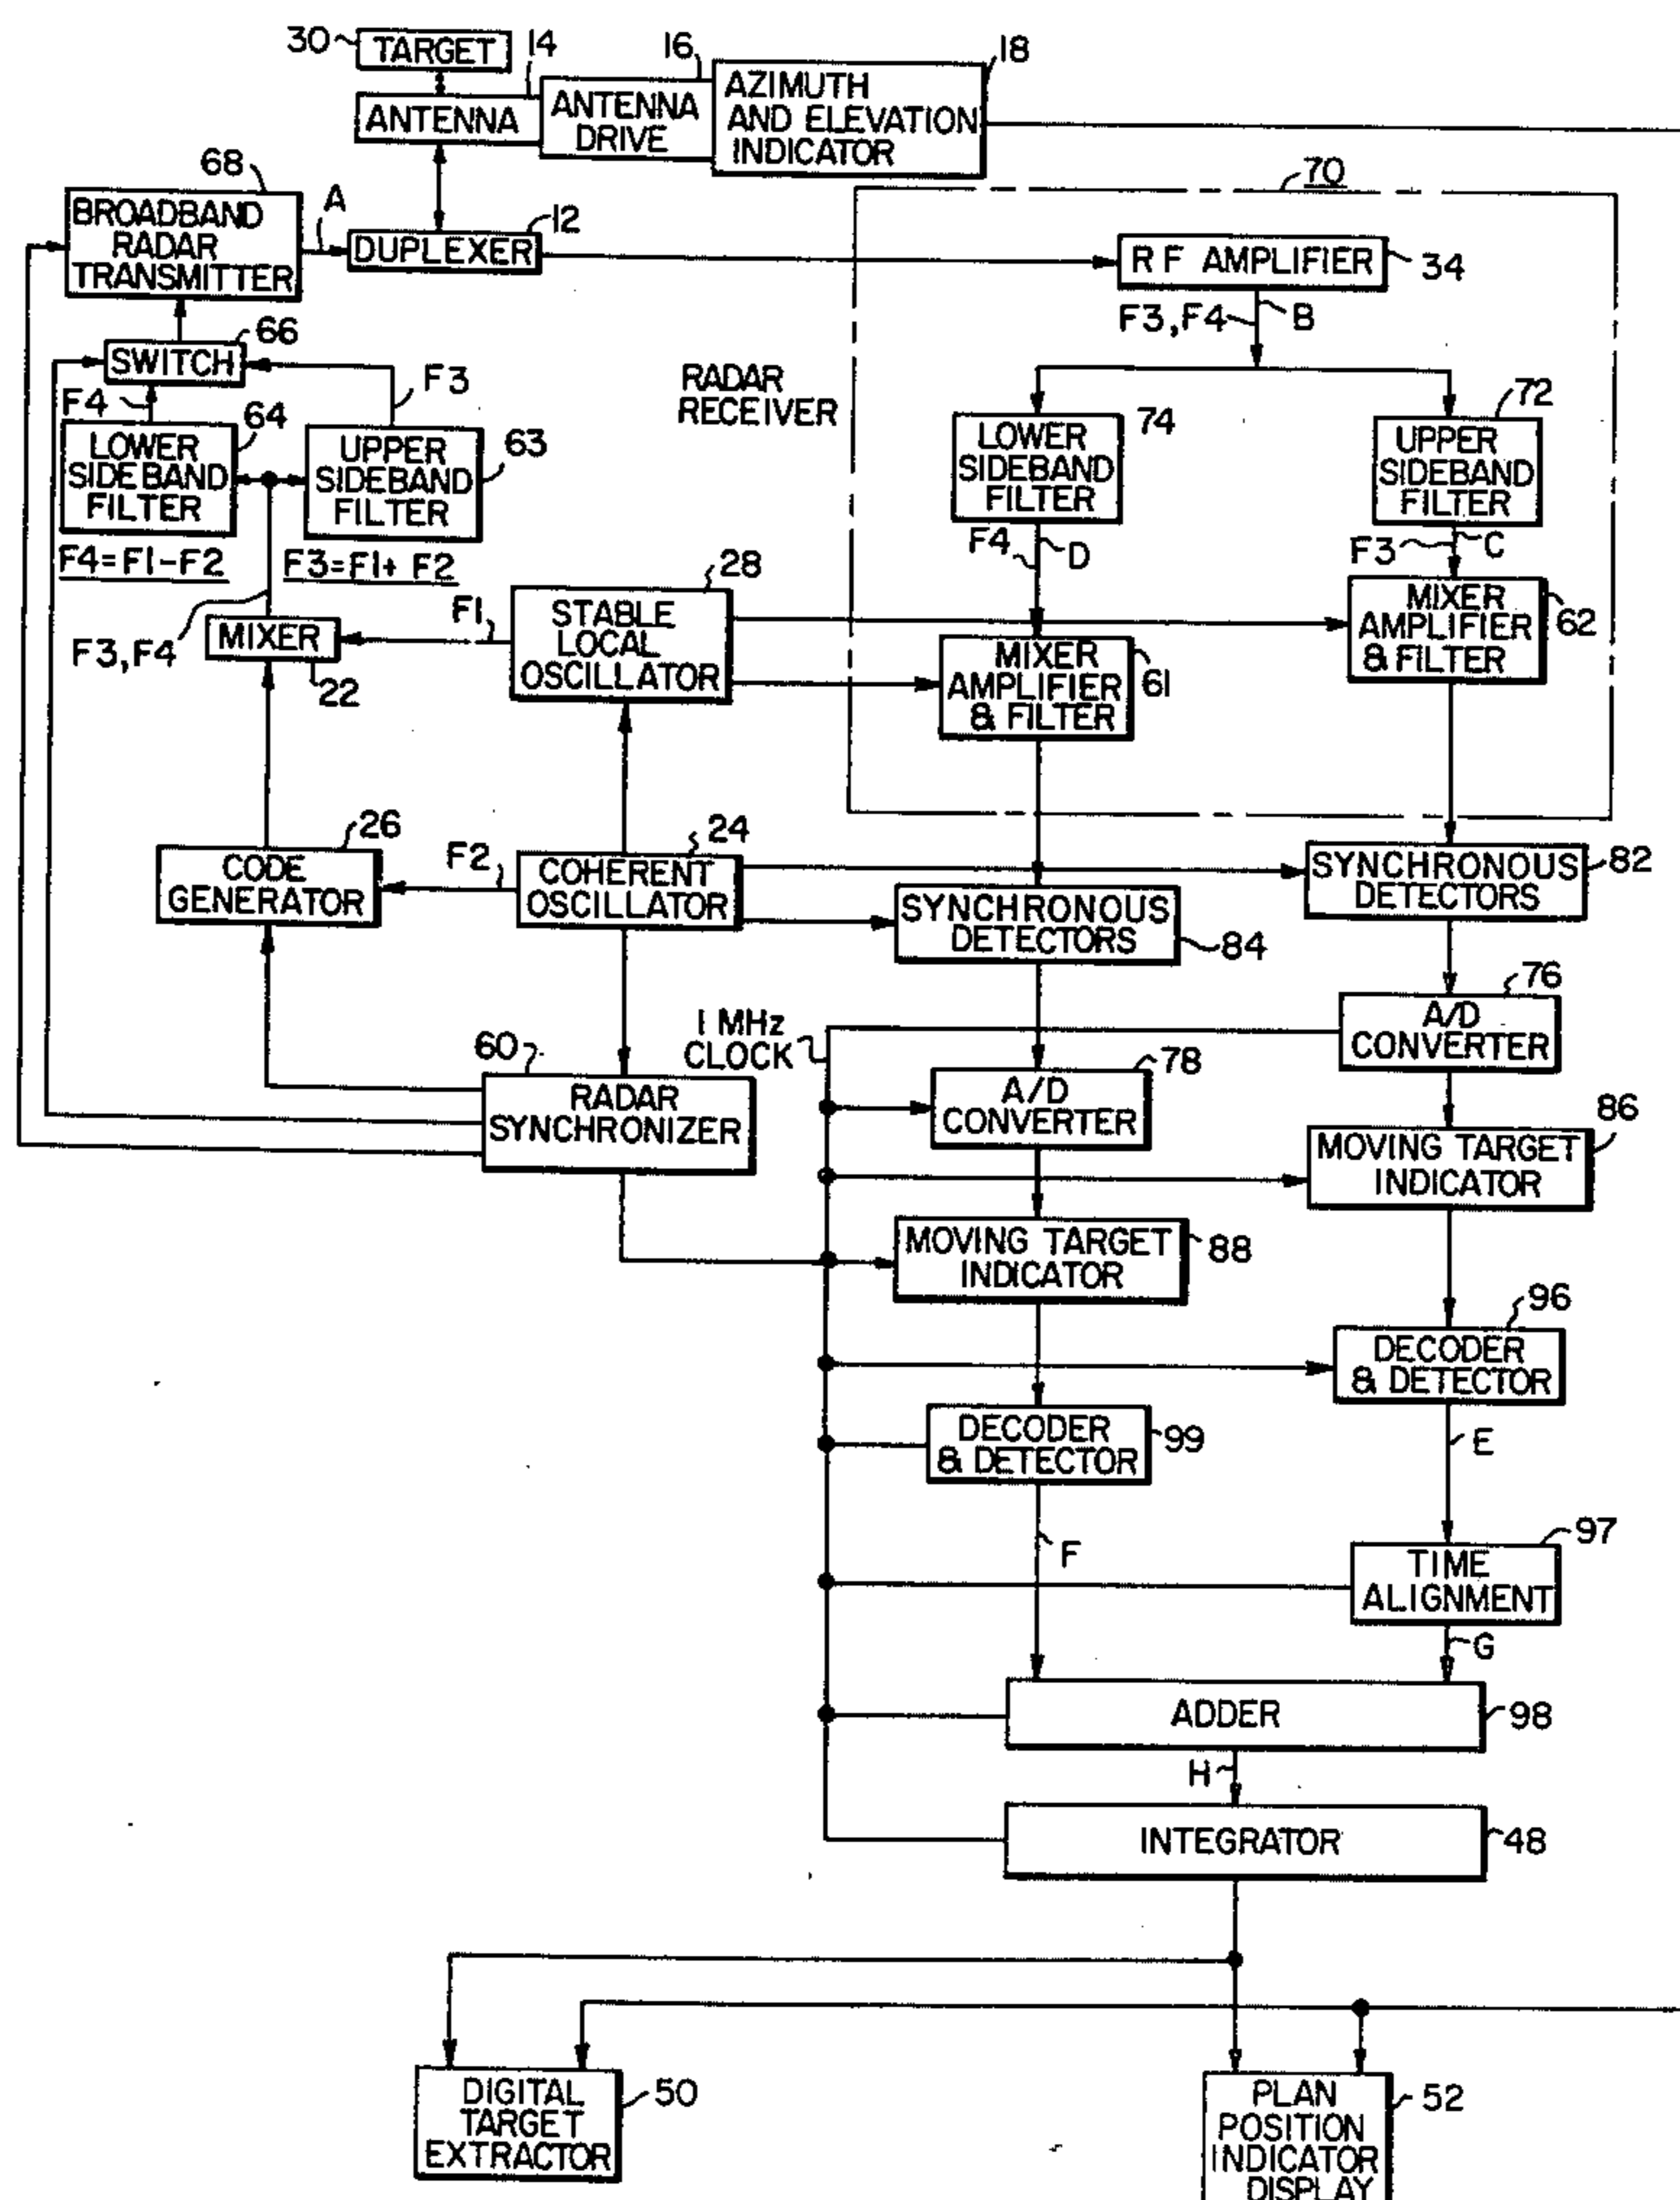 30
TARGET
14
16
18
ANTENNA
ANTENNA
DRIVE
AZIMUTH
AND ELEVATION
INDICATOR
68
BROADBAND
RADAR
TRANSMITTER
A
12
DUPLEXER
70
R F AMPLIFIER
34
F3,F4
B
66
SWITCH
F3
F4
64
LOWER
SIDEBAND
FILTER
UPPER
SIDEBAND
FILTER
63
F4=F1-F2
F3=F1+ F2
RADAR
RECEIVER
74
LOWER
SIDEBAND
FILTER
72
UPPER
SIDEBAND
FILTER
F4
D
F3
C
28
STABLE
LOCAL
OSCILLATOR
F1
F3,F4
MIXER
22
MIXER
AMPLIFIER
& FILTER
61
MIXER
AMPLIFIER
& FILTER
62
26
CODE
GENERATOR
F2
24
COHERENT
OSCILLATOR
SYNCHRONOUS
DETECTORS
84
SYNCHRONOUS
DETECTORS
82
76
A/D
CONVERTER
1 MHz
CLOCK
60
RADAR
SYNCHRONIZER
78
A/D
CONVERTER
86
MOVING TARGET
INDICATOR
MOVING TARGET
INDICATOR
88
96
DECODER
& DETECTOR
DECODER
& DETECTOR
99
E
F
97
TIME
ALIGNMENT
G
ADDER
98
H
INTEGRATOR
48
DIGITAL
TARGET
EXTRACTOR
50
PLAN
POSITION
INDICATOR
DISPLAY
52